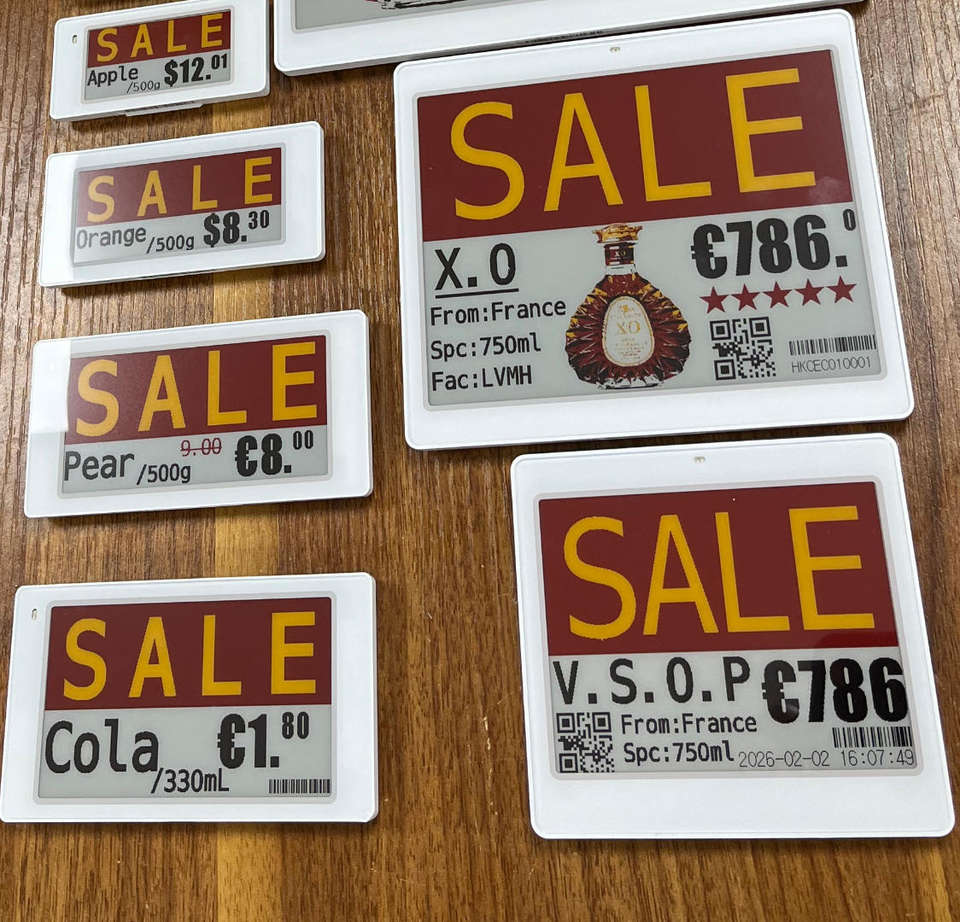 SALE
Apple /500g $12.01
SALE
Orange /500g $8.30
SALE
9.00
Pear /500g €8.00
SALE
Cola /330mL €1.80
SALE
X.O
€786.0
From:France
Spc:750ml
Fac:LVMH
XO
HKCEC010001
SALE
V.S.O.P €786
From:France
Spc:750ml
2026-02-02 16:07:49